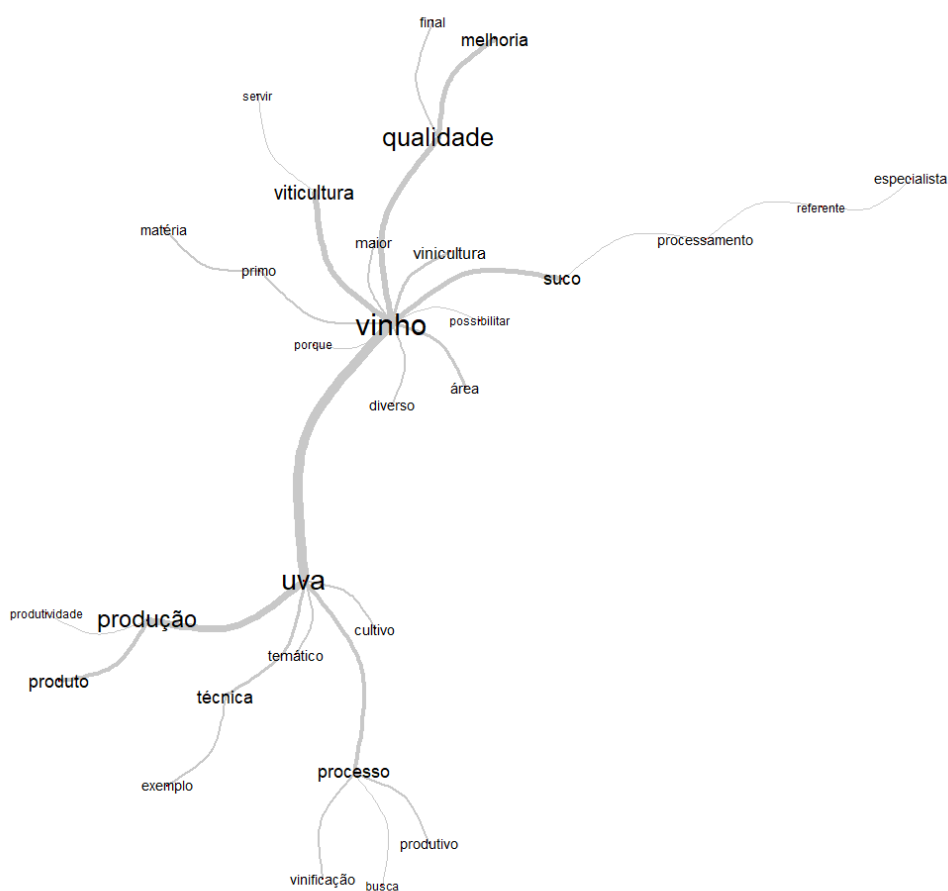 final
melhoria
servir
qualidade
especialista
viticultura
referente
matéria
maior
processamento
vinicultura
primo
suco
vinho
possibilitar
porque
área
diverso
uva
produtividade
produção
cultivo
temático
produto
técnica
processo
exemplo
produtivo
vinificação
busca